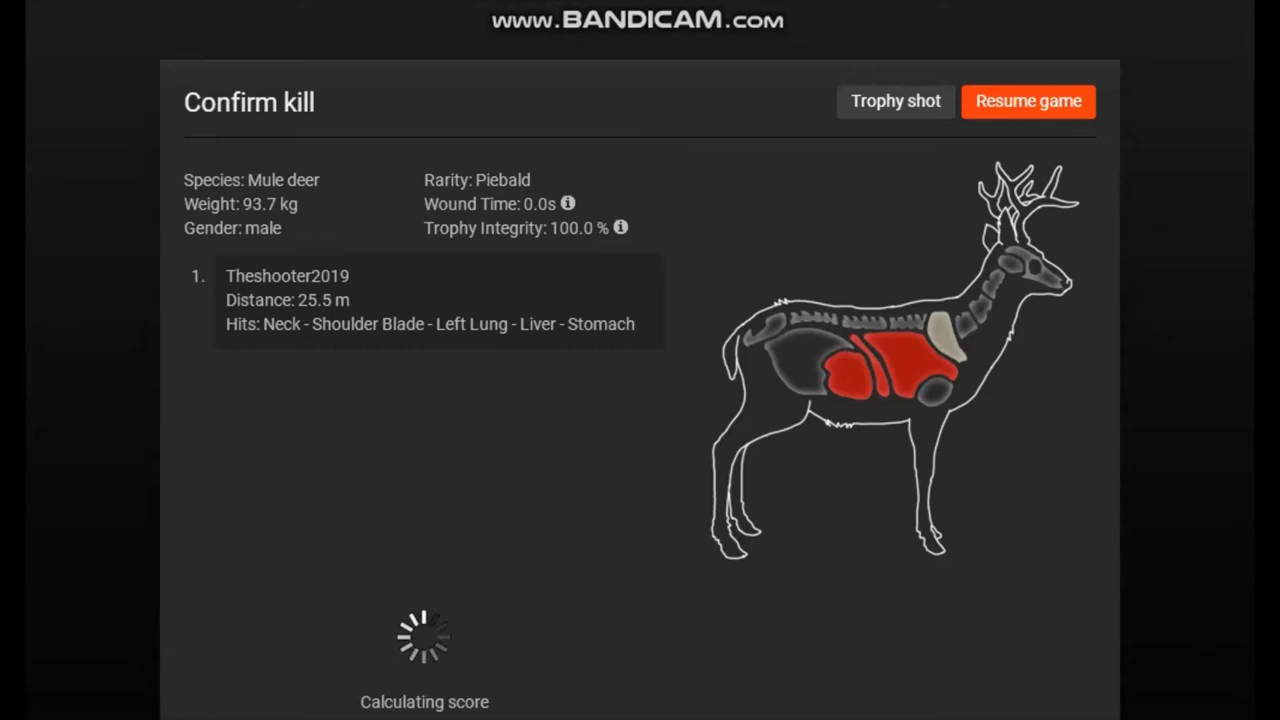 www.BANDICAM.com
Confirm kill
Trophy shot
Resume game
Species: Mule deer
Weight: 93.7 kg
Gender: male
Rarity: Piebald
Wound Time: 0.0s
Trophy Integrity: 100.0 %
1.
Theshooter2019
Distance: 25.5 m
Hits: Neck - Shoulder Blade - Left Lung - Liver - Stomach
Calculating score